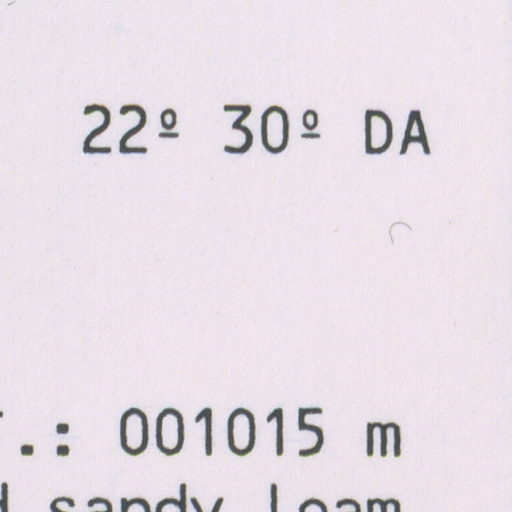 22º 30º DA
.: 001015 m
sandy loam